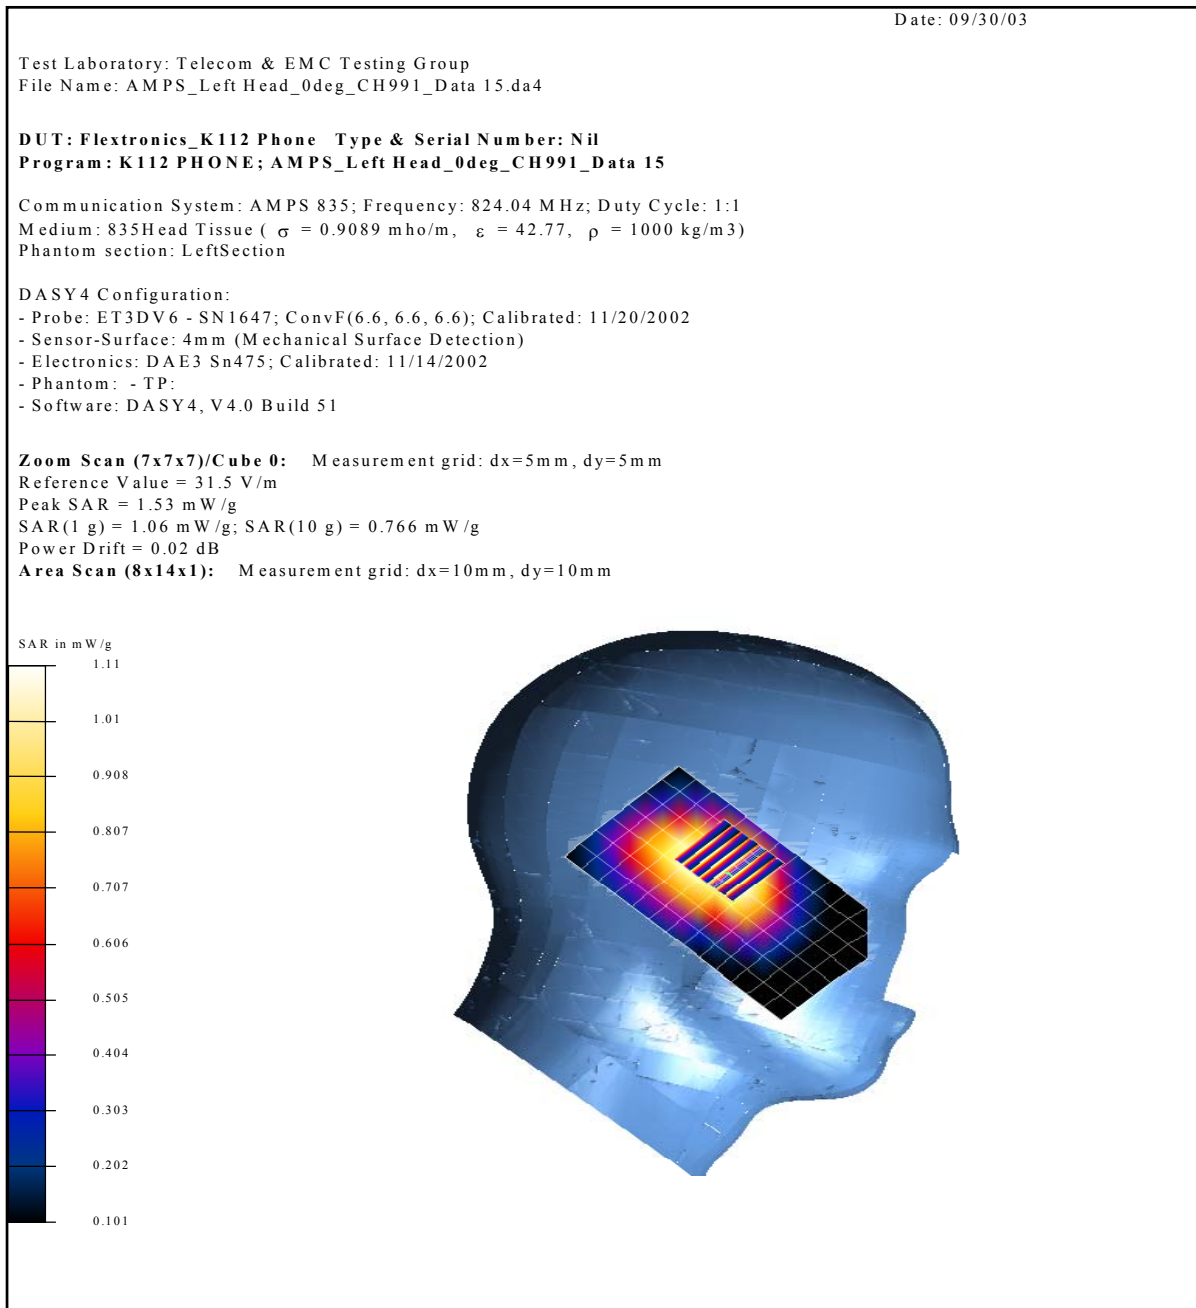 Date: 09/30/03
Test Laboratory: Telecom & EMC Testing Group
File Name: AMPS_Left Head_0deg_CH991_Data 15.da4
DUT: Flextronics_K112 Phone Type & Serial Number: Nil
Program: K112 PHONE; AMPS_Left Head_0deg_CH991_Data 15
Communication System: AMPS 835; Frequency: 824.04 MHz; Duty Cycle: 1:1
Medium: 835Head Tissue ( σ = 0.9089 mho/m, ε = 42.77, ρ = 1000 kg/m3)
Phantom section: LeftSection
DASY4 Configuration:
- Probe: ET3DV6 - SN1647; ConvF(6.6, 6.6, 6.6); Calibrated: 11/20/2002
- Sensor-Surface: 4mm (Mechanical Surface Detection)
- Electronics: DAE3 Sn475; Calibrated: 11/14/2002
- Phantom: - TP:
- Software: DASY4, V4.0 Build 51
Zoom Scan (7x7x7)/Cube 0: Measurement grid: dx=5mm, dy=5mm
Reference Value = 31.5 V/m
Peak SAR = 1.53 mW/g
SAR(1 g) = 1.06 mW/g; SAR(10 g) = 0.766 mW/g
Power Drift = 0.02 dB
Area Scan (8x14x1): Measurement grid: dx=10mm, dy=10mm
SAR in mW/g
1.11
1.01
0.908
0.807
0.707
0.606
0.505
0.404
0.303
0.202
0.101